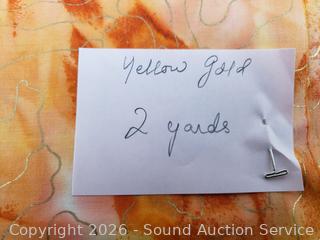 Yellow Gold
2 yards
Copyright 2026 - Sound Auction Service